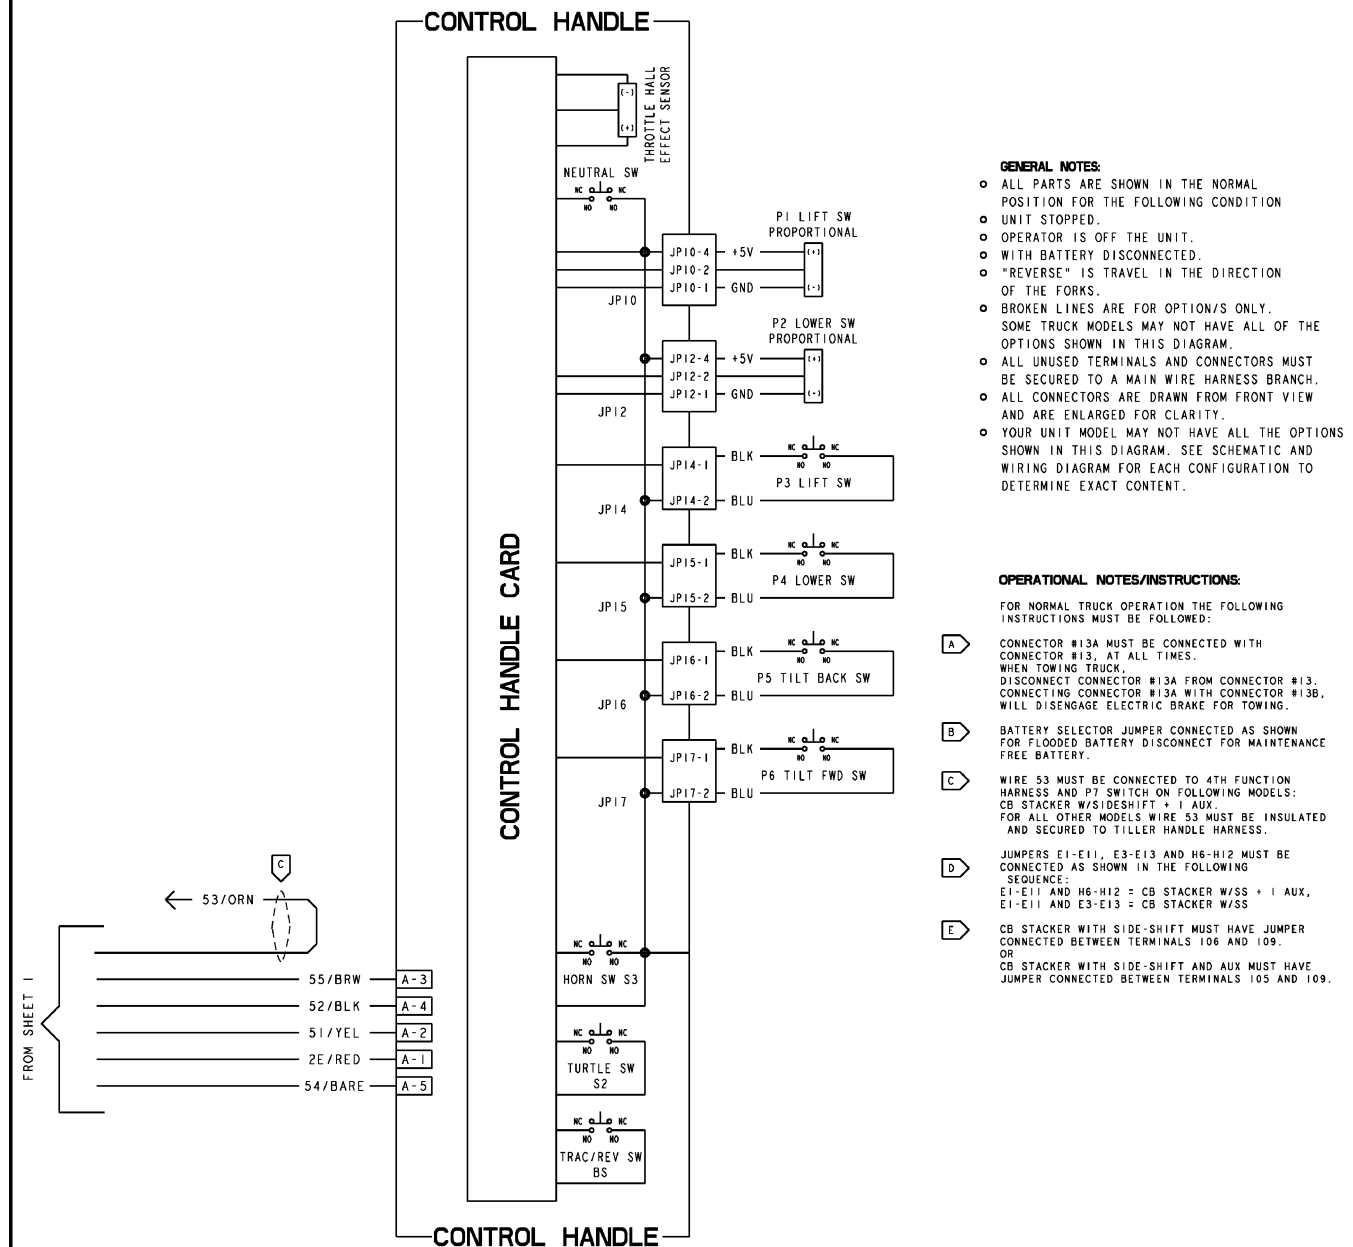 CONTROL HANDLE
THROTTLE HALL
EFFECT SENSOR
(-)
(+)
NEUTRAL SW
NC NC
NO NO
P1 LIFT SW
PROPORTIONAL
JP10-4 +5V (+)
JP10-2
JP10-1 GND (-)
JP10
P2 LOWER SW
PROPORTIONAL
JP12-4 +5V (+)
JP12-2
JP12-1 GND (-)
JP12
BLK NC NC
JP14-1 NO NO
P3 LIFT SW
JP14-2 BLU
JP14
BLK NC NC
JP15-1 NO NO
P4 LOWER SW
JP15-2 BLU
JP15
BLK NC NC
JP16-1 NO NO
P5 TILT BACK SW
JP16-2 BLU
JP16
BLK NC NC
JP17-1 NO NO
P6 TILT FWD SW
JP17-2 BLU
JP17
CONTROL HANDLE CARD
C
53/ORN
FROM SHEET 1
55/BRW A-3
52/BLK A-4
51/YEL A-2
2E/RED A-1
54/BARE A-5
NC NC
NO NO
HORN SW S3
NC NC
NO NO
TURTLE SW
S2
NC NC
NO NO
TRAC/REV SW
BS
CONTROL HANDLE
GENERAL NOTES:
ALL PARTS ARE SHOWN IN THE NORMAL
POSITION FOR THE FOLLOWING CONDITION
UNIT STOPPED.
OPERATOR IS OFF THE UNIT.
WITH BATTERY DISCONNECTED.
"REVERSE" IS TRAVEL IN THE DIRECTION
OF THE FORKS.
BROKEN LINES ARE FOR OPTION/S ONLY.
SOME TRUCK MODELS MAY NOT HAVE ALL OF THE
OPTIONS SHOWN IN THIS DIAGRAM.
ALL UNUSED TERMINALS AND CONNECTORS MUST
BE SECURED TO A MAIN WIRE HARNESS BRANCH.
ALL CONNECTORS ARE DRAWN FROM FRONT VIEW
AND ARE ENLARGED FOR CLARITY.
YOUR UNIT MODEL MAY NOT HAVE ALL THE OPTIONS
SHOWN IN THIS DIAGRAM. SEE SCHEMATIC AND
WIRING DIAGRAM FOR EACH CONFIGURATION TO
DETERMINE EXACT CONTENT.
OPERATIONAL NOTES/INSTRUCTIONS:
FOR NORMAL TRUCK OPERATION THE FOLLOWING
INSTRUCTIONS MUST BE FOLLOWED:
A CONNECTOR #13A MUST BE CONNECTED WITH
CONNECTOR #13, AT ALL TIMES.
WHEN TOWING TRUCK,
DISCONNECT CONNECTOR #13A FROM CONNECTOR #13.
CONNECTING CONNECTOR #13A WITH CONNECTOR #13B,
WILL DISENGAGE ELECTRIC BRAKE FOR TOWING.
B BATTERY SELECTOR JUMPER CONNECTED AS SHOWN
FOR FLOODED BATTERY DISCONNECT FOR MAINTENANCE
FREE BATTERY.
C WIRE 53 MUST BE CONNECTED TO 4TH FUNCTION
HARNESS AND P7 SWITCH ON FOLLOWING MODELS:
CB STACKER W/SIDESHIFT + 1 AUX.
FOR ALL OTHER MODELS WIRE 53 MUST BE INSULATED
AND SECURED TO TILLER HANDLE HARNESS.
D JUMPERS E1-E11, E3-E13 AND H6-H12 MUST BE
CONNECTED AS SHOWN IN THE FOLLOWING
SEQUENCE:
E1-E11 AND H6-H12 = CB STACKER W/SS + 1 AUX,
E1-E11 AND E3-E13 = CB STACKER W/SS
E CB STACKER WITH SIDE-SHIFT MUST HAVE JUMPER
CONNECTED BETWEEN TERMINALS 106 AND 109.
OR
CB STACKER WITH SIDE-SHIFT AND AUX MUST HAVE
JUMPER CONNECTED BETWEEN TERMINALS 105 AND 109.